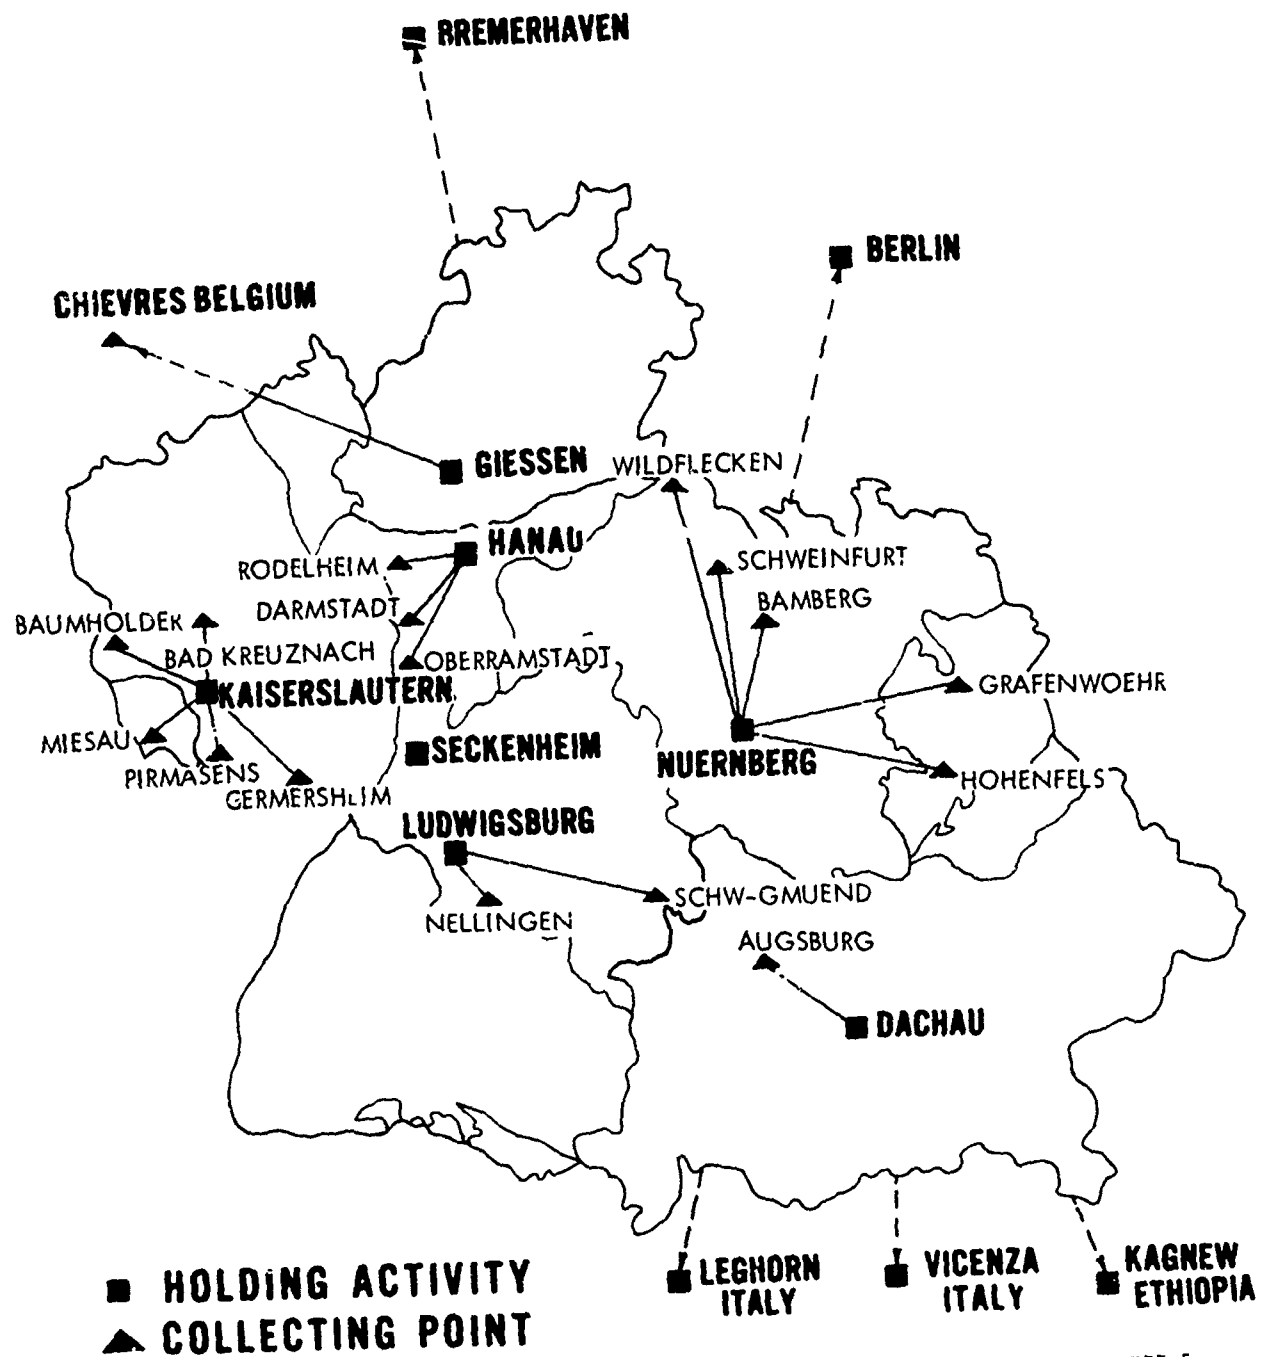 BREMERHAVEN
BERLIN
CHIEVRES BELGIUM
GIESSEN
WILDFLECKEN
HANAU
RODELHEIM
SCHWEINFURT
DARMSTADT
BAMBERG
BAUMHOLDER
BAD KREUZNACH
OBERRAMSTADT
KAISERSLAUTERN
GRAFENWOEHR
MIESAU
SECKENHEIM
NUERNBERG
PIRMASENS
HOHENFELS
GERMERSHEIM
LUDWIGSBURG
SCHW-GMUEND
NELLINGEN
AUGSBURG
DACHAU
LEGHORN
ITALY
VICENZA
ITALY
KAGNEW
ETHIOPIA
HOLDING ACTIVITY
COLLECTING POINT